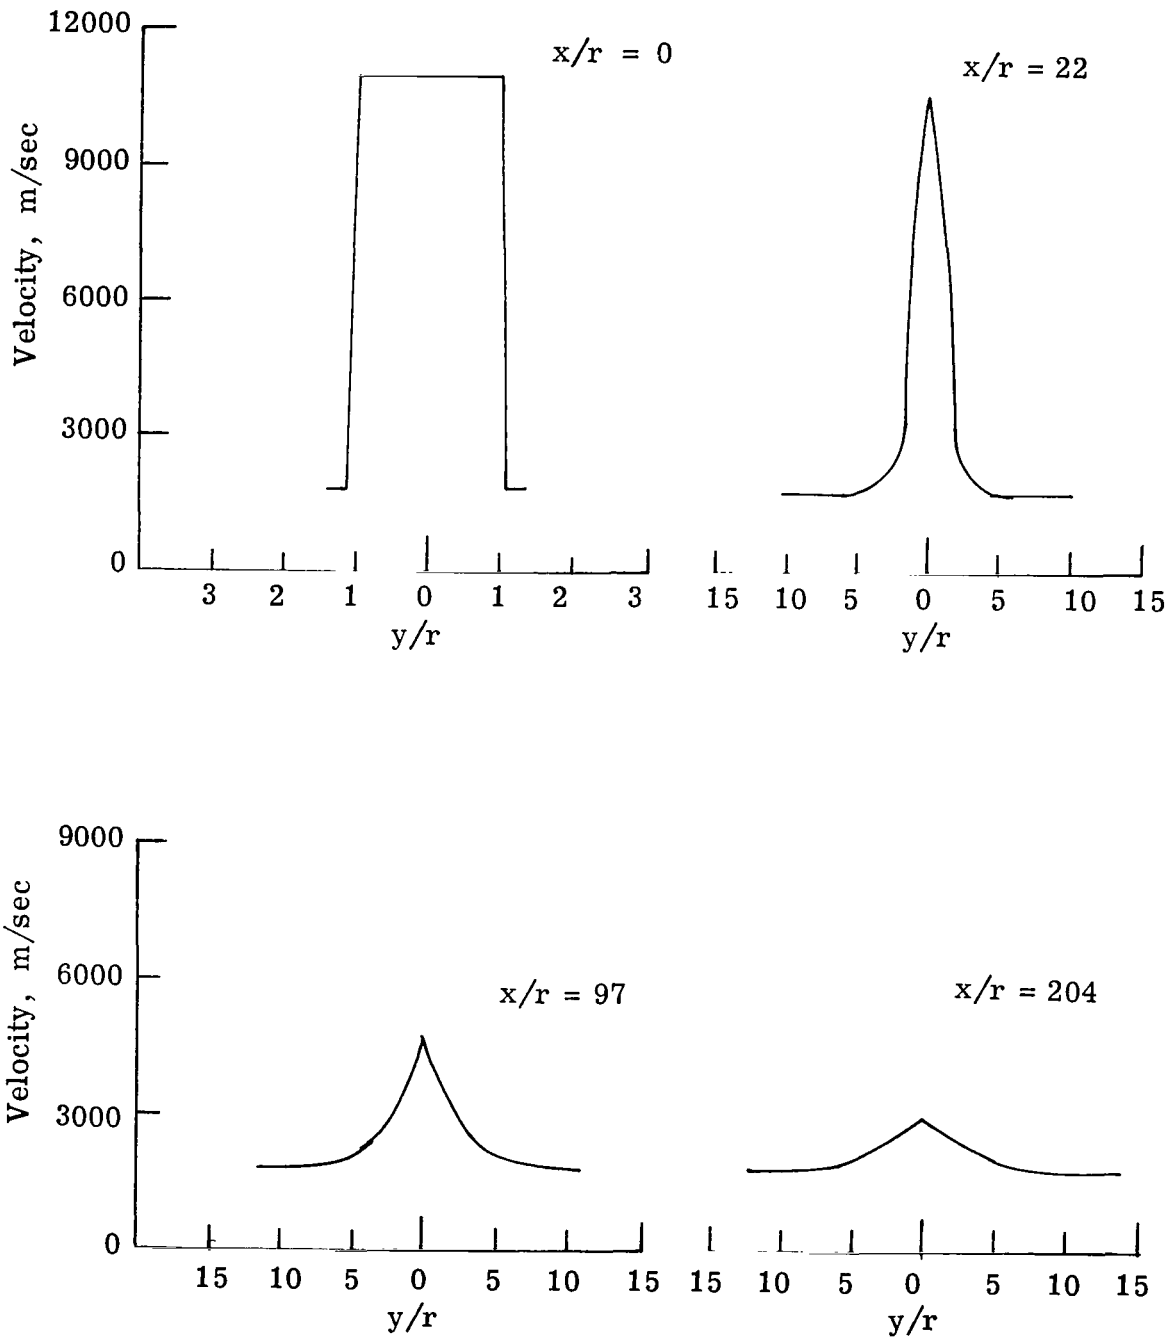 12000
9000
6000
3000
0
Velocity, m/sec
x/r = 0
3 2 1 0 1 2 3
y/r
x/r = 22
15 10 5 0 5 10 15
y/r
9000
6000
3000
0
Velocity, m/sec
x/r = 97
15 10 5 0 5 10 15
y/r
x/r = 204
15 10 5 0 5 10 15
y/r